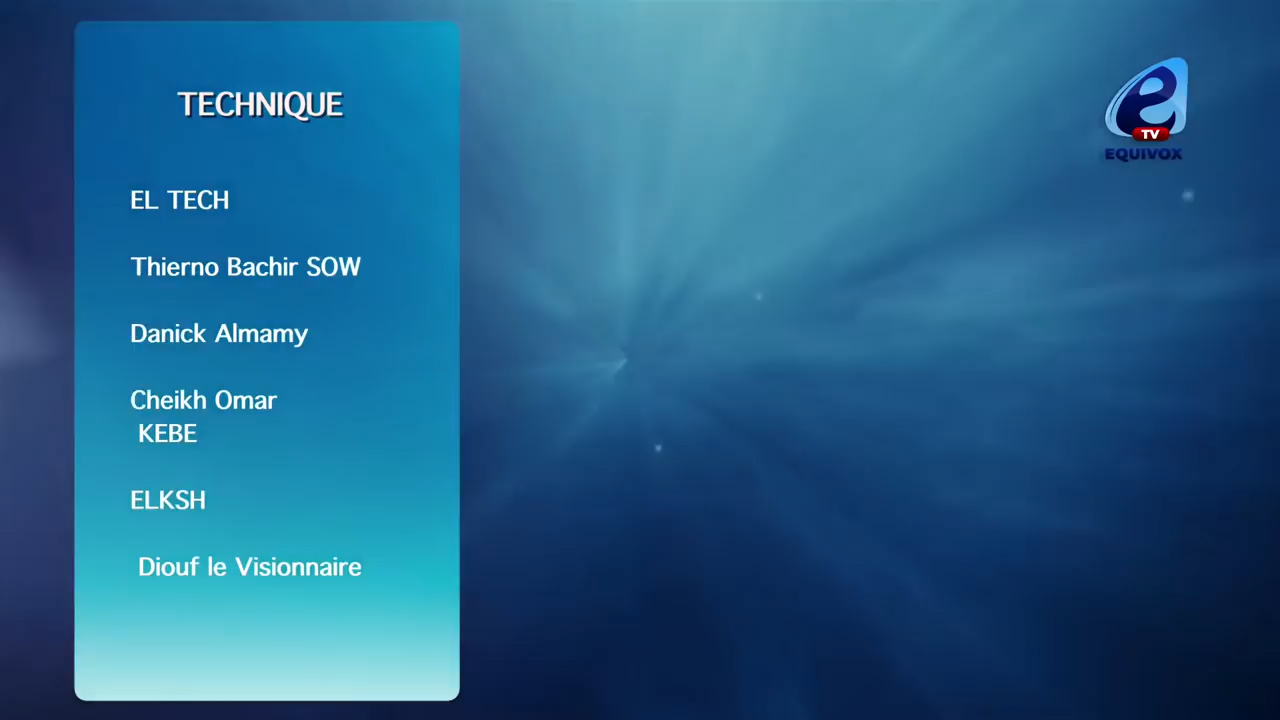 TECHNIQUE
EL TECH
Thierno Bachir SOW
Danick Almamy
Cheikh Omar
KEBE
ELKSH
Diouf le Visionnaire
e
TV
EQUIVOX